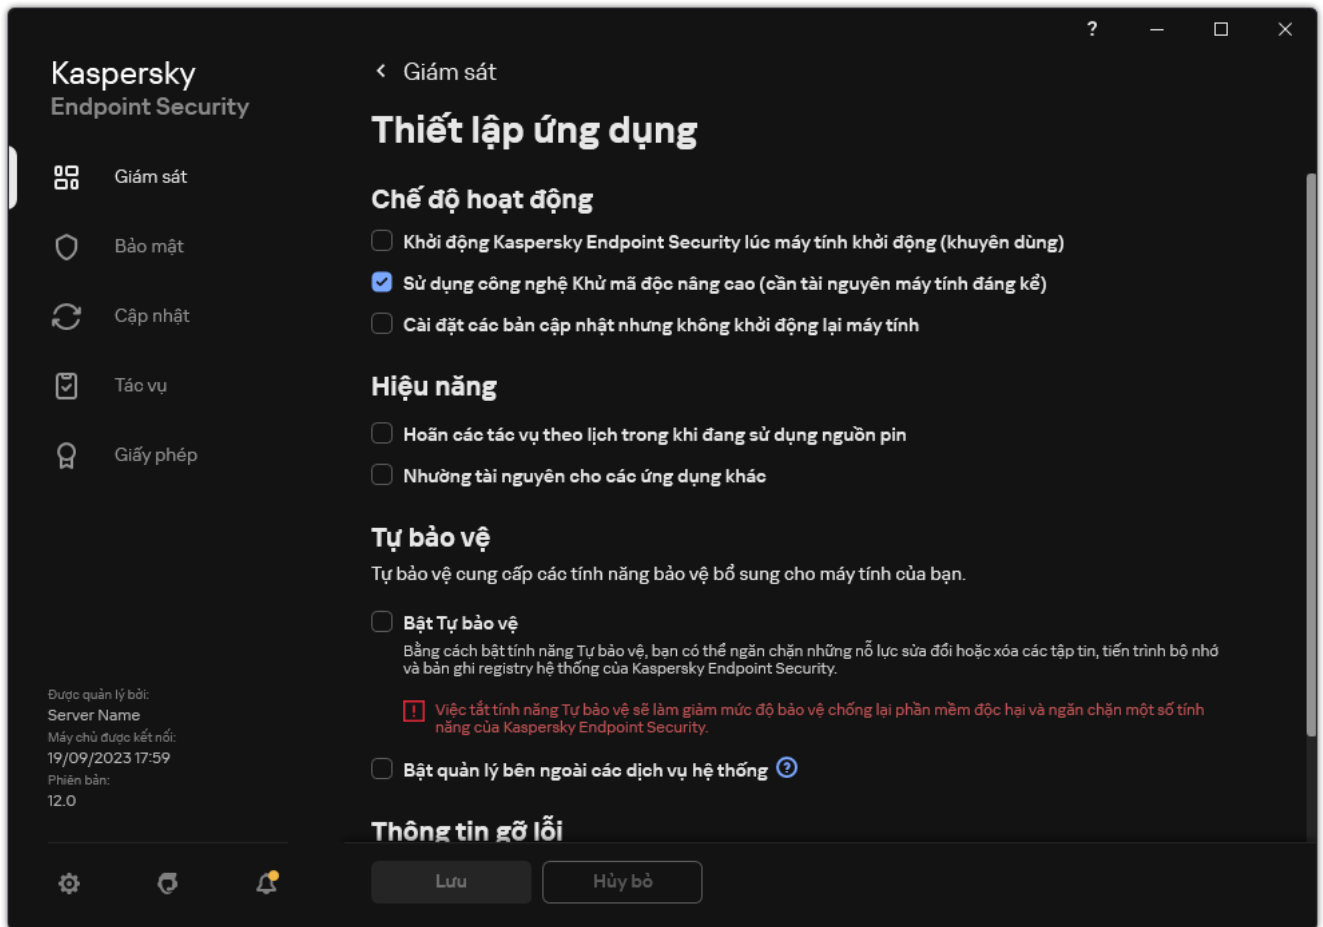 ?
Kaspersky
Endpoint Security
Giám sát
Bảo mật
Cập nhật
Tác vụ
Giấy phép
Được quản lý bởi:
Server Name
Máy chủ được kết nối:
19/09/2023 17:59
Phiên bản:
12.0
Giám sát
Thiết lập ứng dụng
Chế độ hoạt động
Khởi động Kaspersky Endpoint Security lúc máy tính khởi động (khuyên dùng)
Sử dụng công nghệ Khử mã độc nâng cao (cần tài nguyên máy tính đáng kể)
Cài đặt các bản cập nhật nhưng không khởi động lại máy tính
Hiệu năng
Hoãn các tác vụ theo lịch trong khi đang sử dụng nguồn pin
Nhường tài nguyên cho các ứng dụng khác
Tự bảo vệ
Tự bảo vệ cung cấp các tính năng bảo vệ bổ sung cho máy tính của bạn.
Bật Tự bảo vệ
Bằng cách bật tính năng Tự bảo vệ, bạn có thể ngăn chặn những nỗ lực sửa đổi hoặc xóa các tập tin, tiến trình bộ nhớ
và bản ghi registry hệ thống của Kaspersky Endpoint Security.
Việc tắt tính năng Tự bảo vệ sẽ làm giảm mức độ bảo vệ chống lại phần mềm độc hại và ngăn chặn một số tính
năng của Kaspersky Endpoint Security.
Bật quản lý bên ngoài các dịch vụ hệ thống ?
Thông tin gỡ lỗi
Lưu
Hủy bỏ